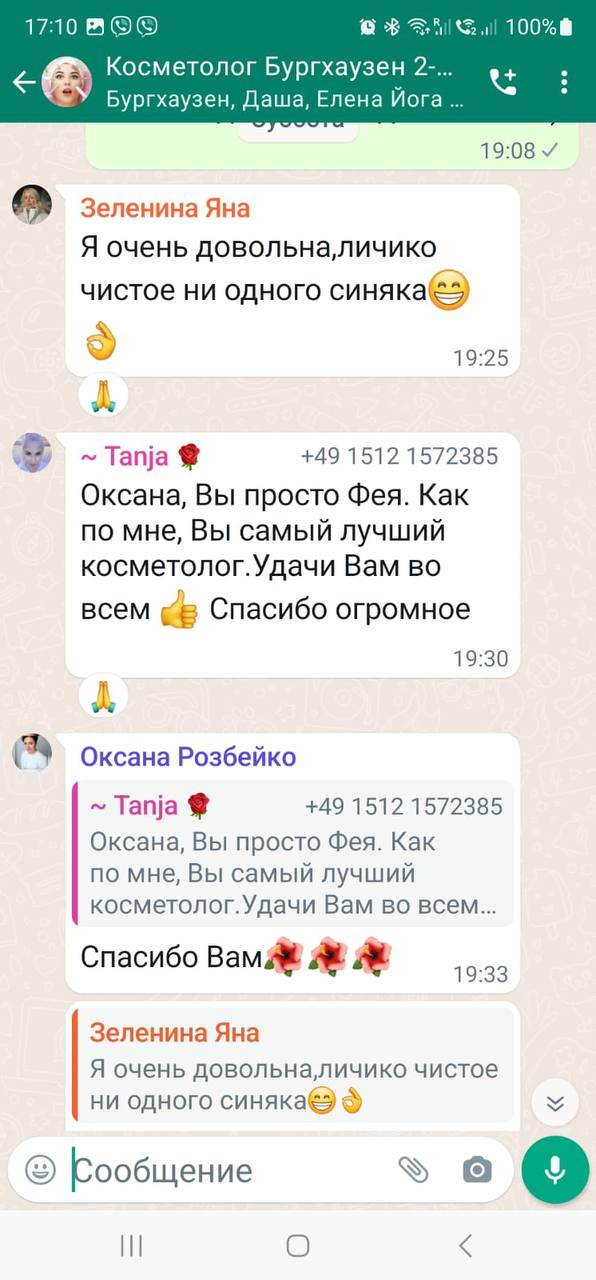 17:10
100%
Косметолог Бургхаузен 2-...
Бургхаузен, Даша, Елена Йога ...
Суббота
19:08
Зеленина Яна
Я очень довольна,личико
чистое ни одного синяка😁
👌
19:25
🙏
~ Tanja 🌹 +49 1512 1572385
Оксана, Вы просто Фея. Как
по мне, Вы самый лучший
косметолог.Удачи Вам во
всем 👍 Спасибо огромное
19:30
🙏
Оксана Розбейко
~ Tanja 🌹 +49 1512 1572385
Оксана, Вы просто Фея. Как
по мне, Вы самый лучший
косметолог.Удачи Вам во всем...
Спасибо Вам🌺🌺🌺
19:33
Зеленина Яна
Я очень довольна,личико чистое
ни одного синяка😁👌
Сообщение